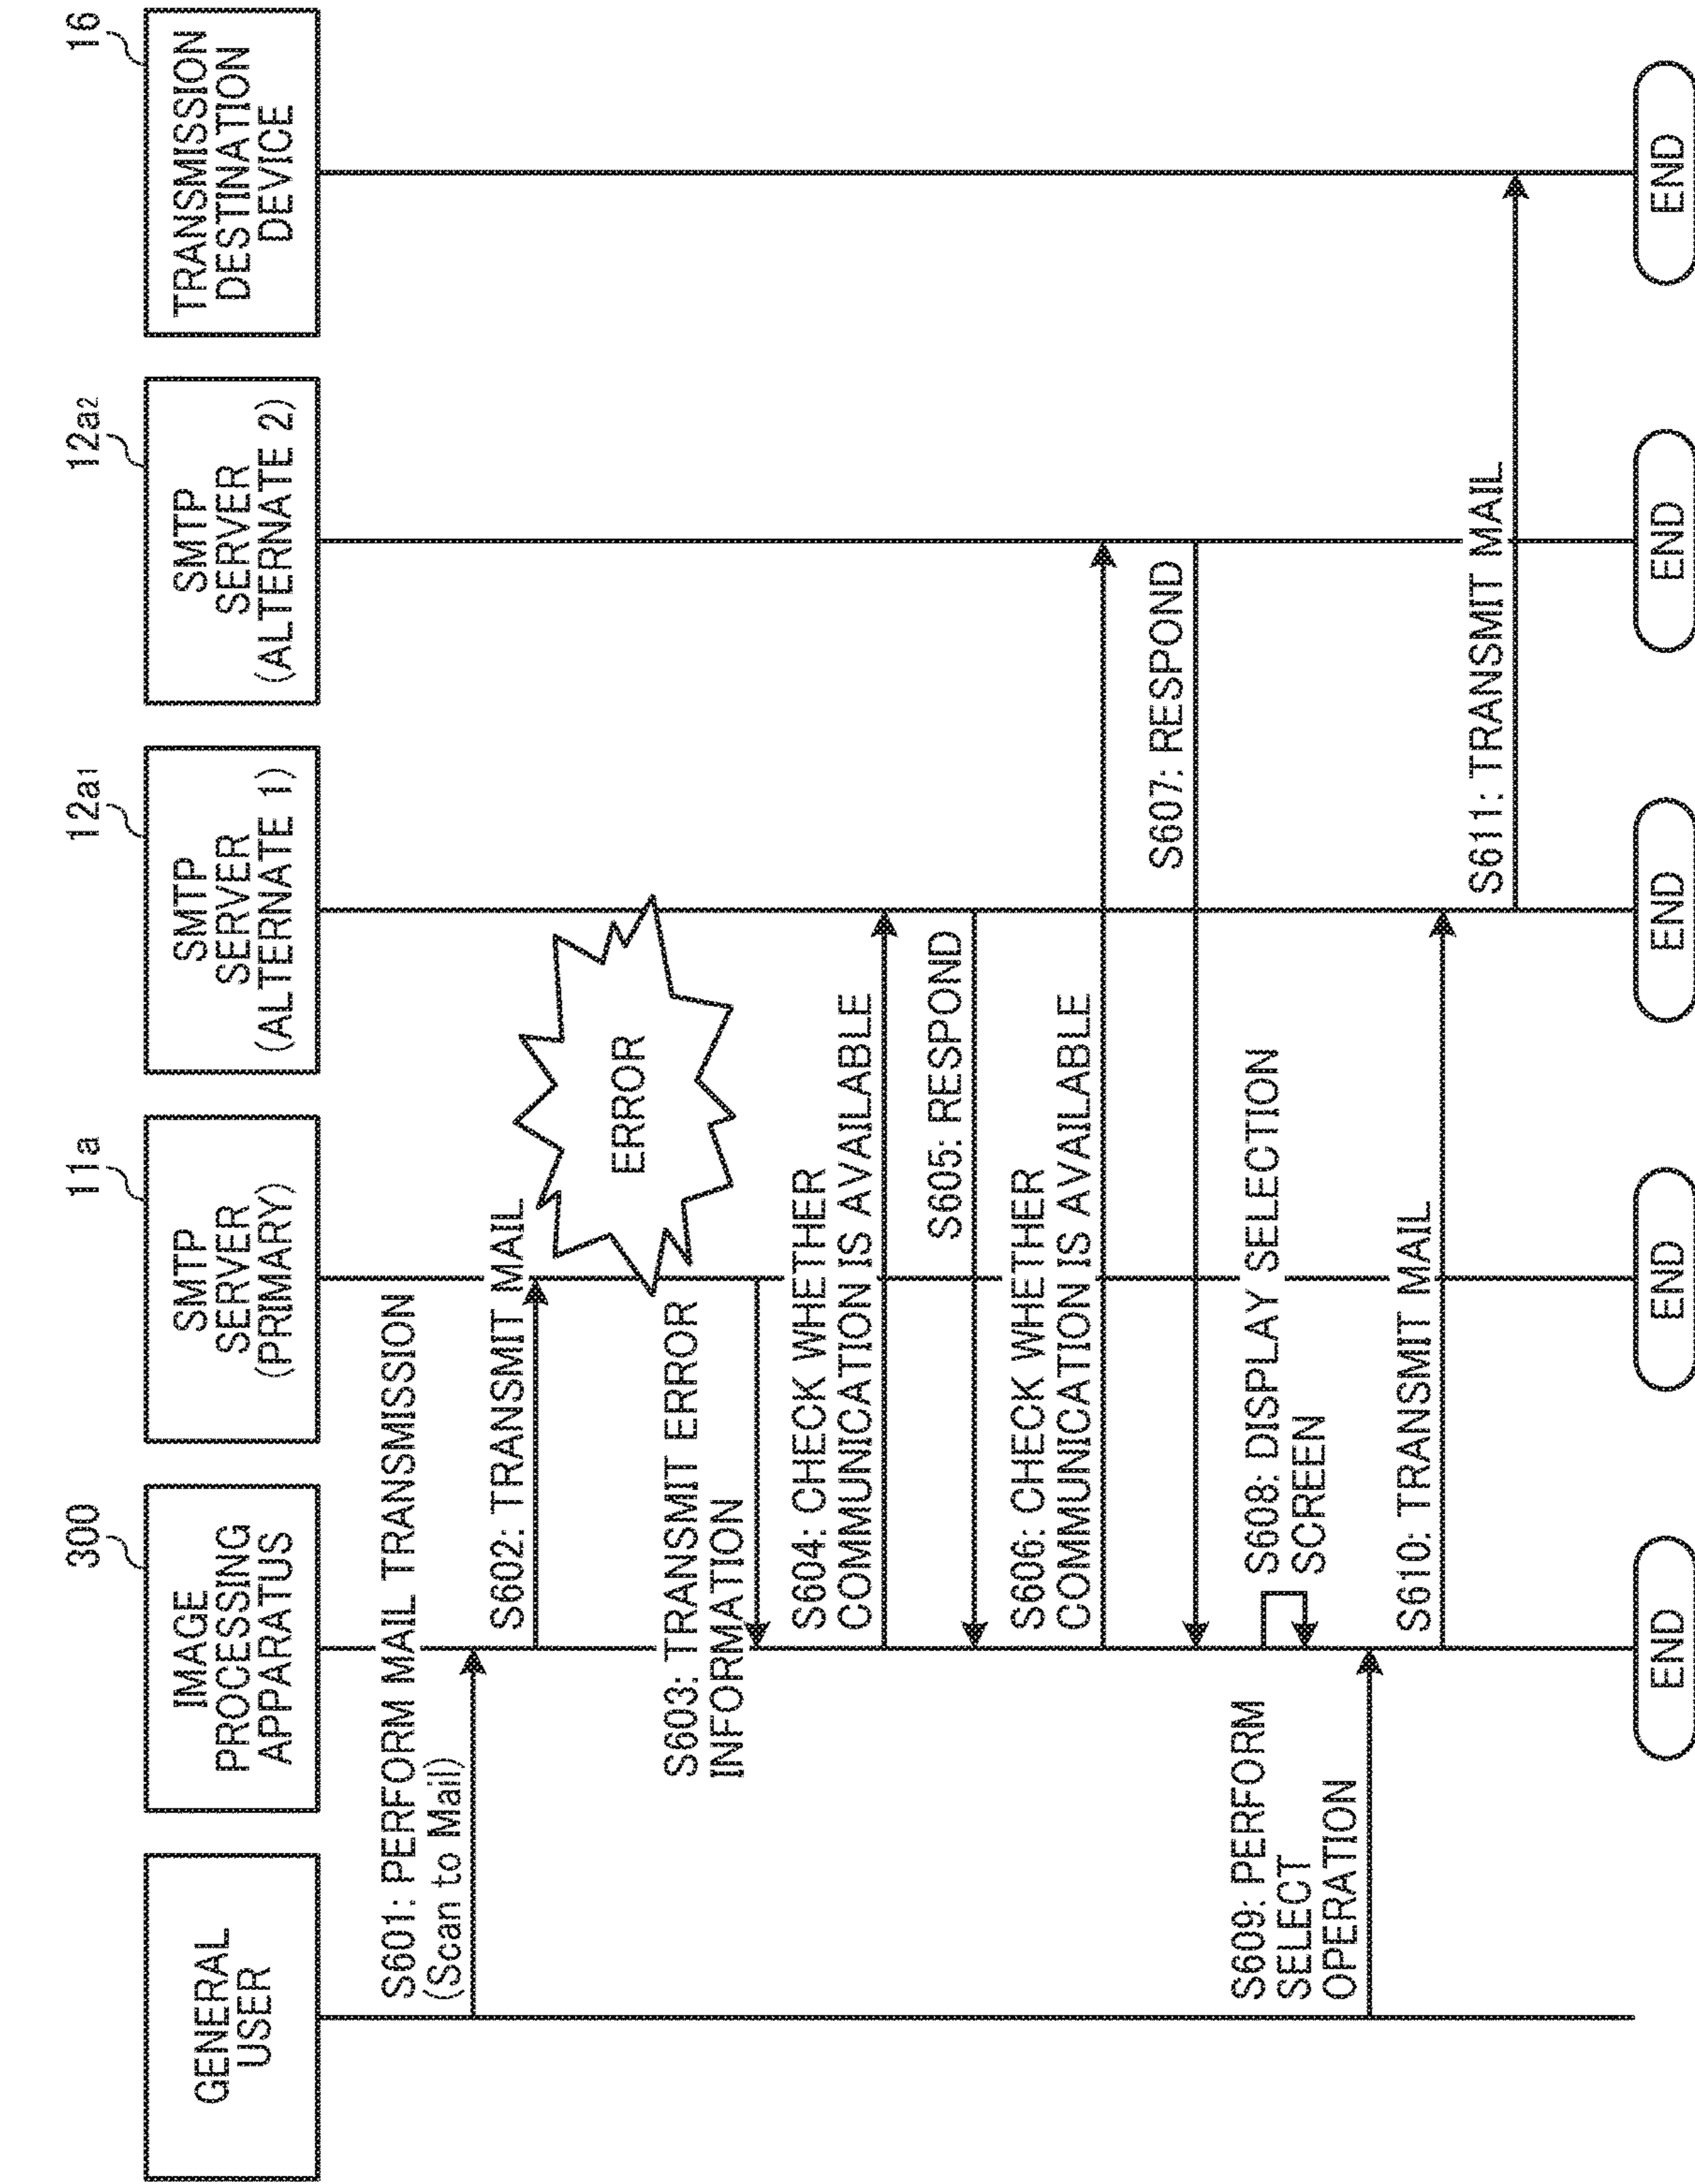 GENERAL
USER
300
IMAGE
PROCESSING
APPARATUS
11a
SMTP
SERVER
(PRIMARY)
12a1
SMTP
SERVER
(ALTERNATE 1)
12a2
SMTP
SERVER
(ALTERNATE 2)
16
TRANSMISSION
DESTINATION
DEVICE
S601: PERFORM MAIL TRANSMISSION
(Scan to Mail)
S602: TRANSMIT MAIL
ERROR
S603: TRANSMIT ERROR
INFORMATION
S604: CHECK WHETHER
COMMUNICATION IS AVAILABLE
S605: RESPOND
S606: CHECK WHETHER
COMMUNICATION IS AVAILABLE
S607: RESPOND
S608: DISPLAY SELECTION
SCREEN
S609: PERFORM
SELECT
OPERATION
S610: TRANSMIT MAIL
S611: TRANSMIT MAIL
END
END
END
END
END